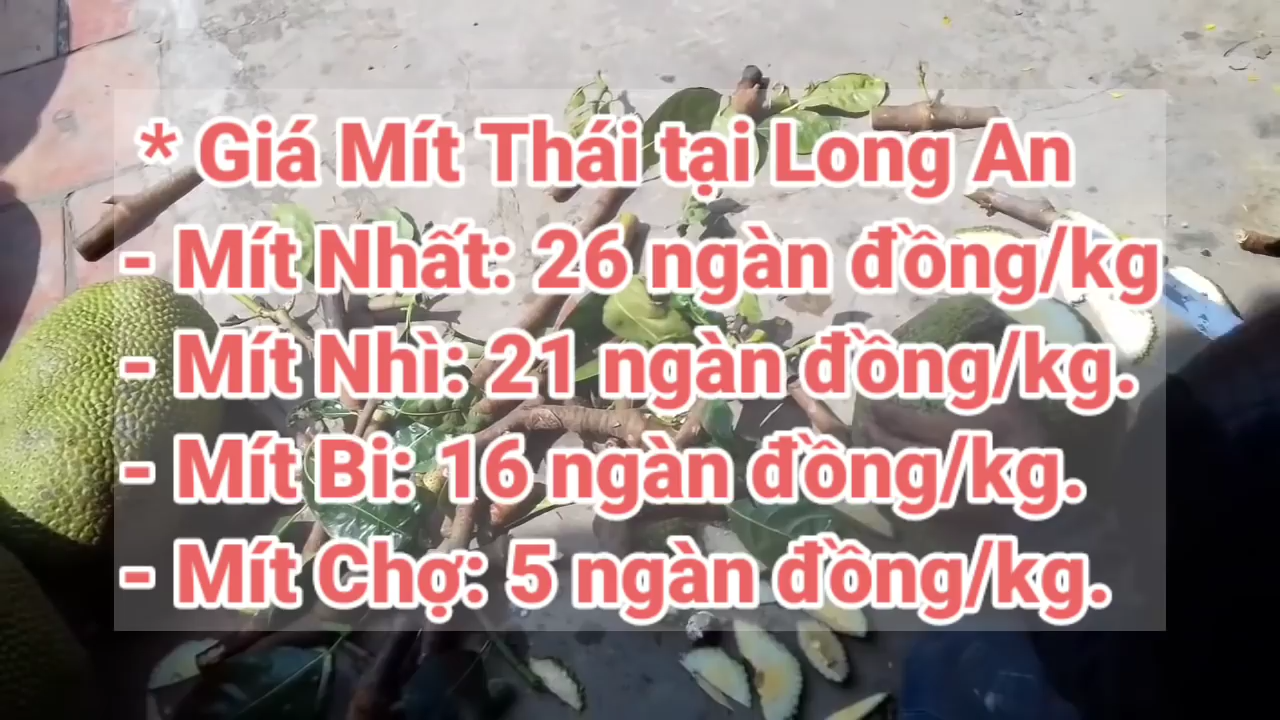 * Giá Mít Thái tại Long An
- Mít Nhất: 26 ngàn đồng/kg
- Mít Nhì: 21 ngàn đồng/kg.
- Mít Bi: 16 ngàn đồng/kg.
- Mít Chợ: 5 ngàn đồng/kg.